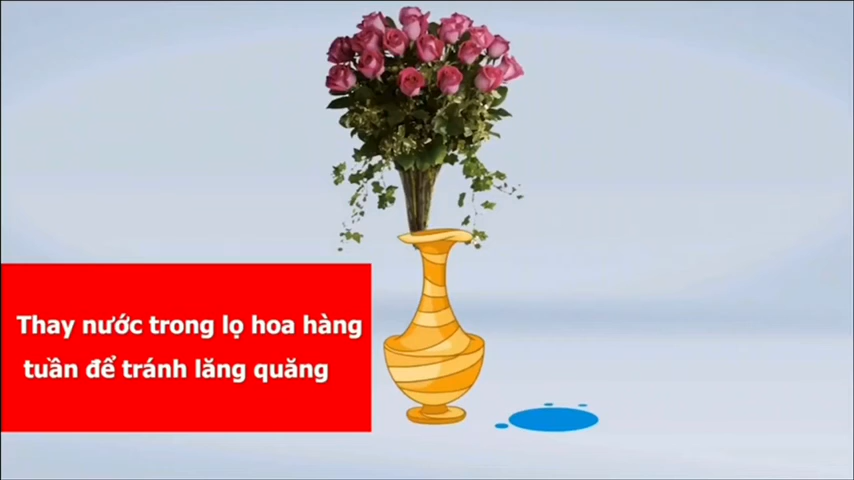 Thay nước trong lọ hoa hàng
tuần để tránh lăng quăng